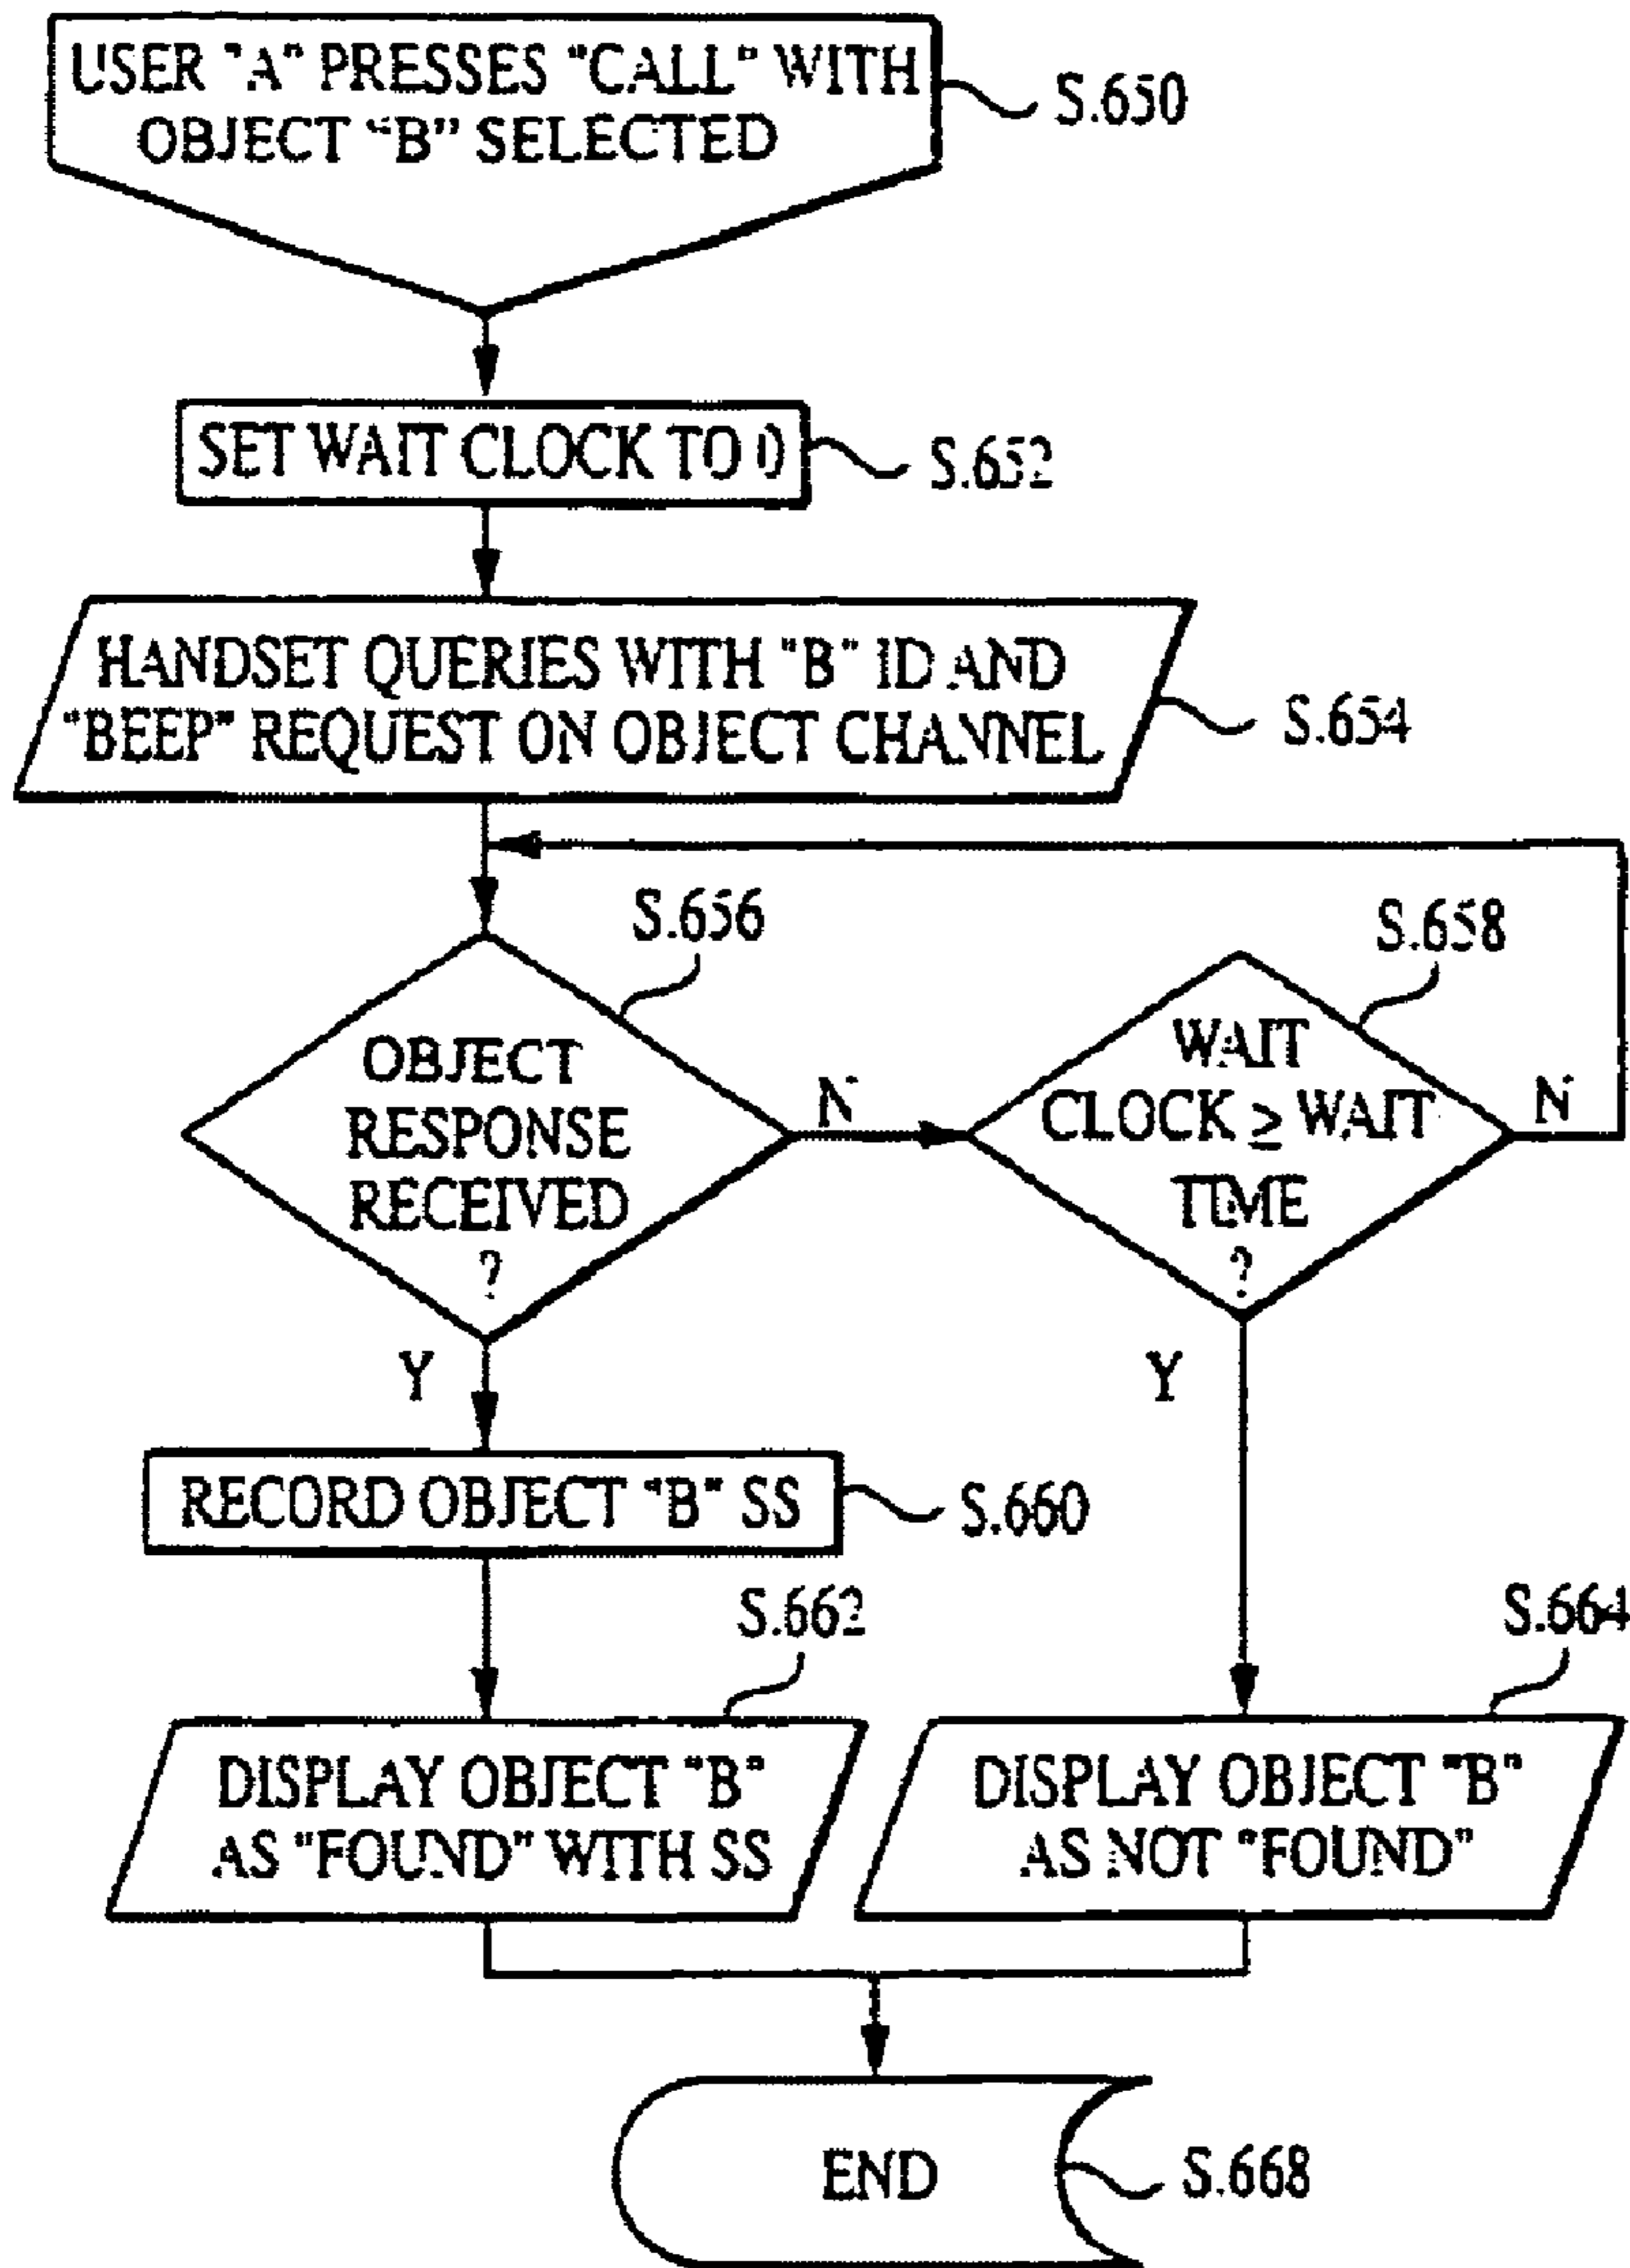 USER "A" PRESSES "CALL" WITH
OBJECT "B" SELECTED
S.650
SET WAIT CLOCK TO 0
S.652
HANDSET QUERIES WITH "B" ID AND
"BEEP" REQUEST ON OBJECT CHANNEL
S.654
S.656
OBJECT
RESPONSE
RECEIVED
?
N
Y
S.658
WAIT
CLOCK ≥ WAIT
TIME
?
N
Y
RECORD OBJECT "B" SS
S.660
S.662
DISPLAY OBJECT "B"
AS "FOUND" WITH SS
S.664
DISPLAY OBJECT "B"
AS NOT "FOUND"
END
S.668